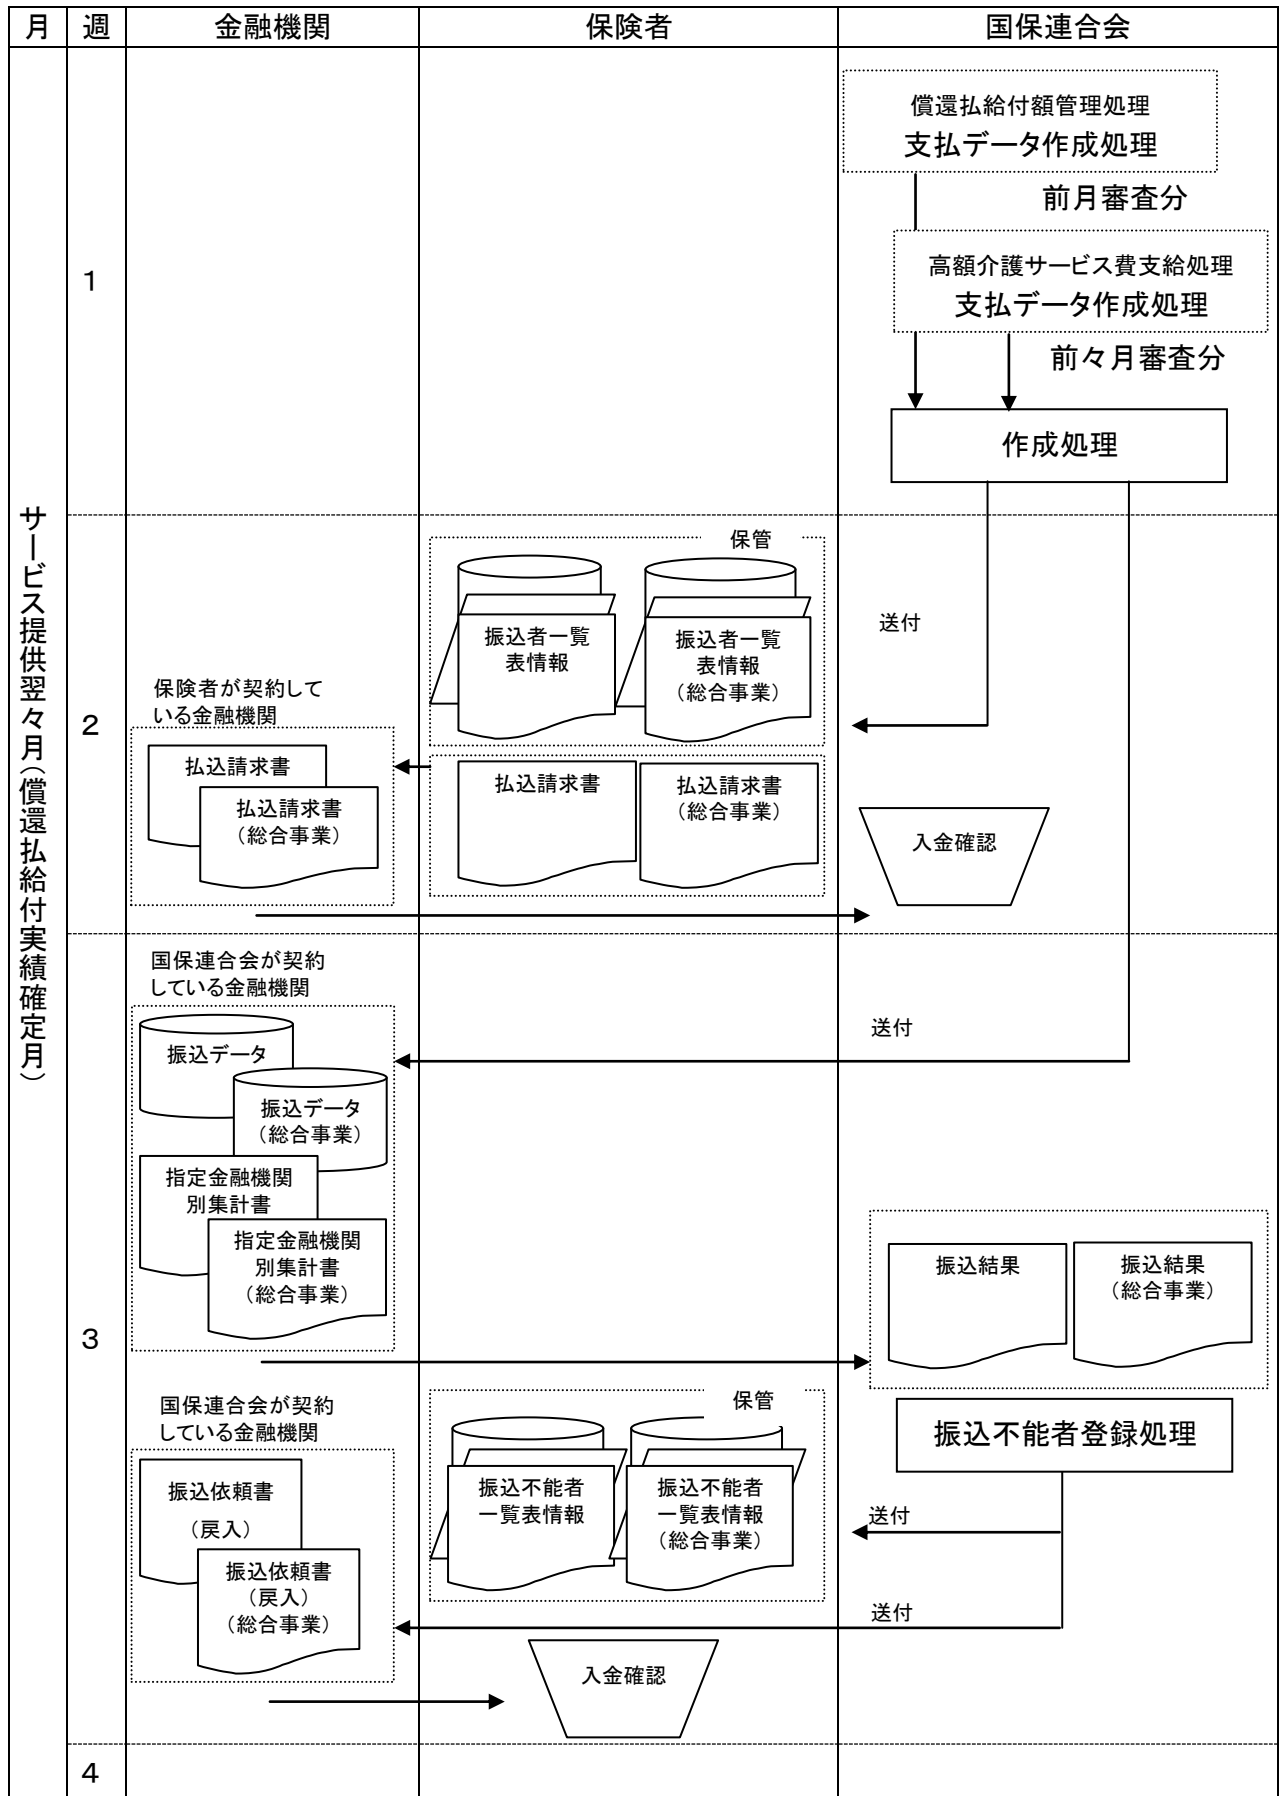 月 週 金融機関 保険者 国保連合会
サービス提供翌々月(償還払給付実績確定月)
1
償還払給付額管理処理
支払データ作成処理
前月審査分
高額介護サービス費支給処理
支払データ作成処理
前々月審査分
作成処理
2
保管
振込者一覧
表情報
振込者一覧
表情報
(総合事業)
送付
保険者が契約して
いる金融機関
払込請求書
払込請求書
(総合事業)
払込請求書
払込請求書
(総合事業)
入金確認
3
国保連合会が契約
している金融機関
送付
振込データ
振込データ
(総合事業)
指定金融機関
別集計書
指定金融機関
別集計書
(総合事業)
振込結果
振込結果
(総合事業)
国保連合会が契約
している金融機関
保管
振込不能者登録処理
振込依頼書
(戻入)
振込依頼書
(戻入)
(総合事業)
振込不能者
一覧表情報
振込不能者
一覧表情報
(総合事業)
送付
送付
入金確認
4